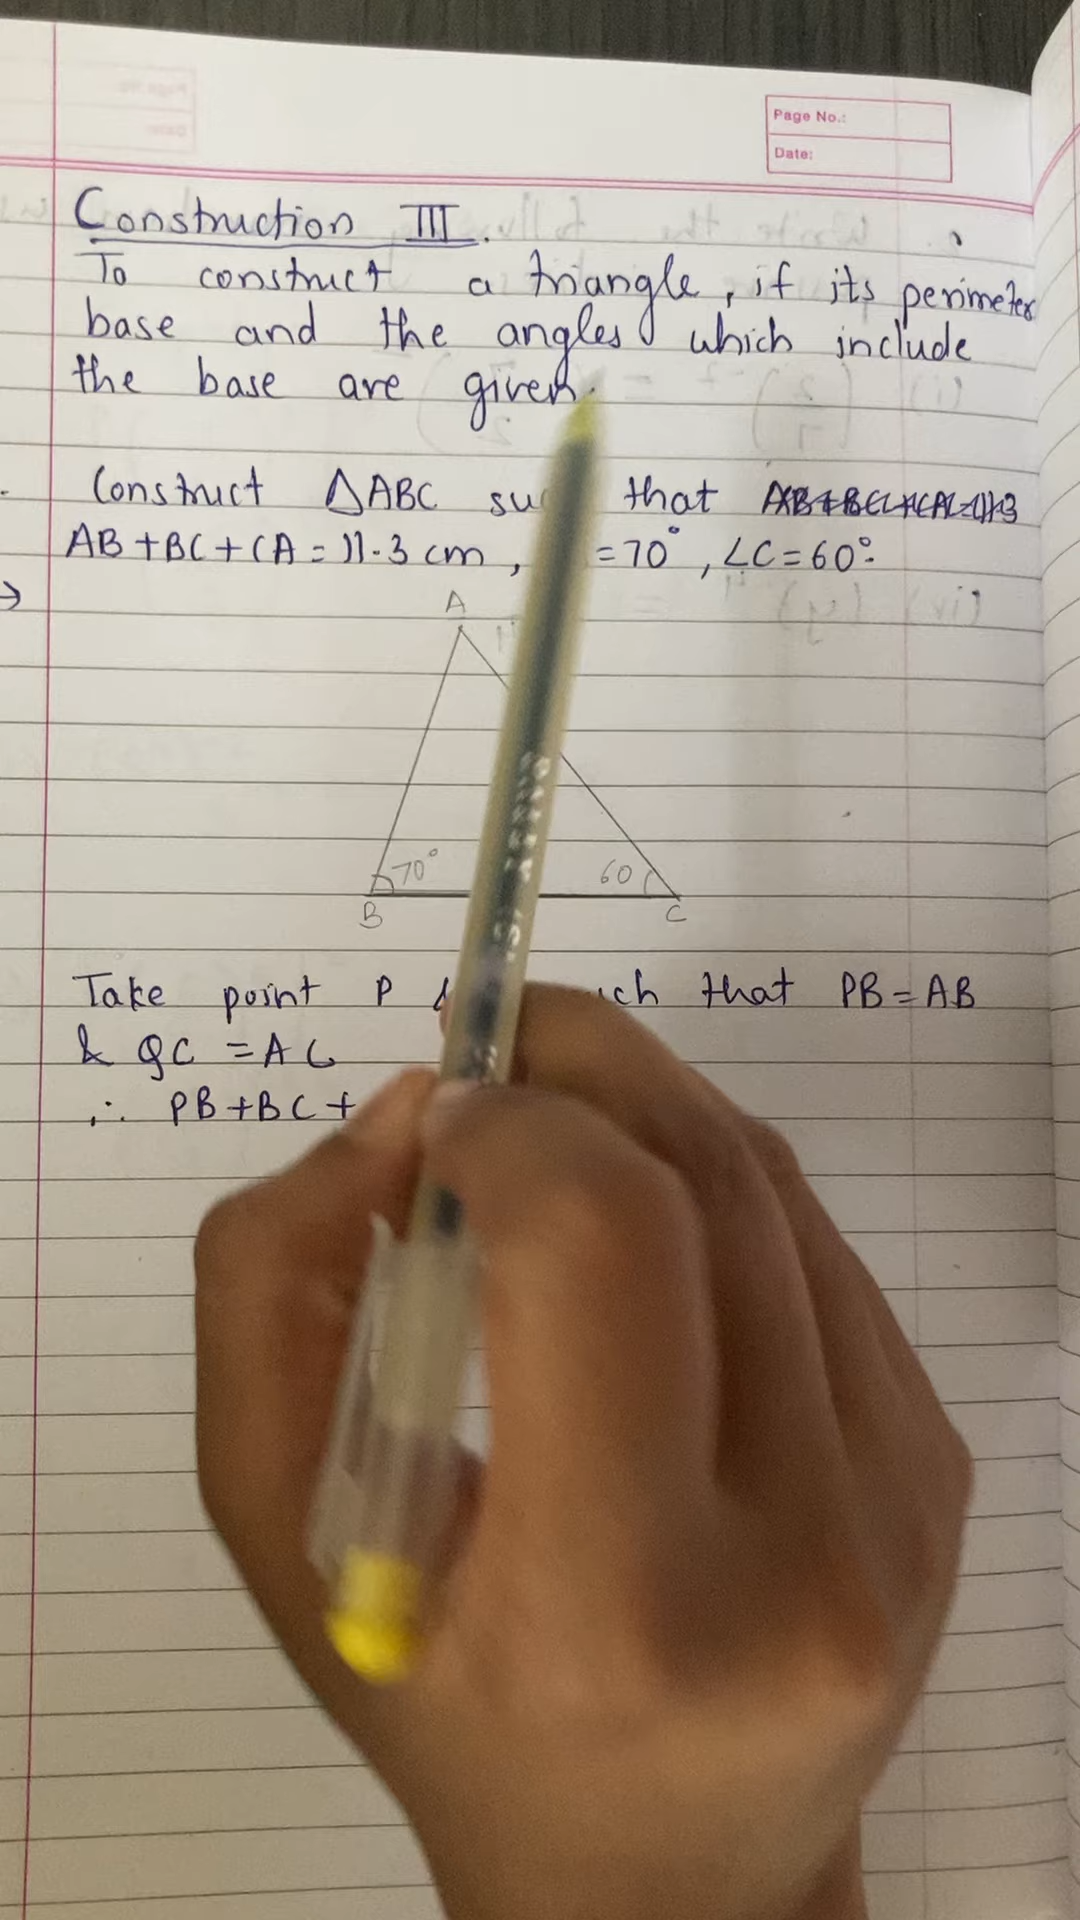 Page No.:
Date:
Construction III.
To construct a triangle, if its perimeter
base and the angles which include
the base are given.
Construct △ABC that
AB+BC+CA=11.3 cm, =70°, ∠C=60°.
→
A
70° 60
B C
Take point P that PB=AB
& QC =AC
∴ PB+BC+